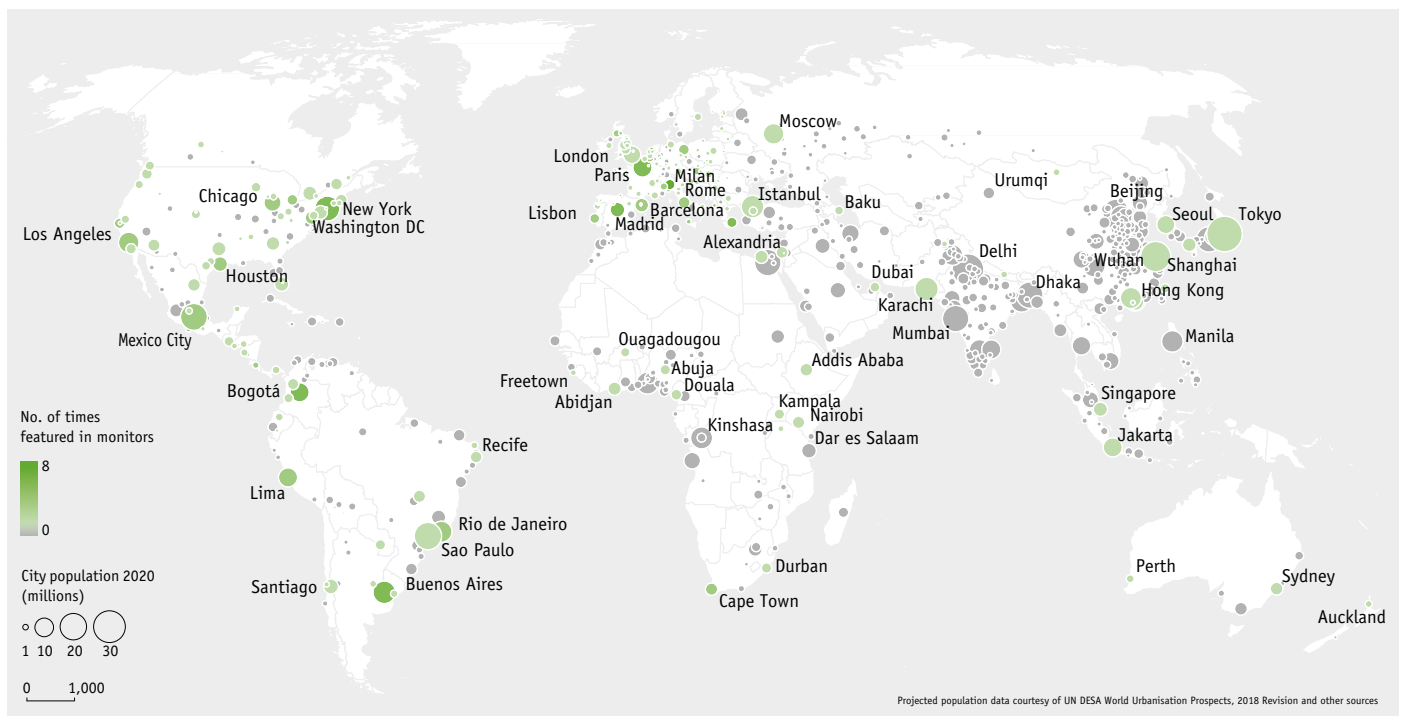 Moscow
London
Paris
Milan
Rome
Urumqi
Beijing
Chicago
New York
Washington DC
Lisbon
Madrid
Barcelona
Istanbul
Baku
Seoul
Tokyo
Los Angeles
Alexandria
Delhi
Wuhan
Shanghai
Houston
Dubai
Karachi
Dhaka
Hong Kong
Mexico City
Mumbai
Manila
Ouagadougou
Abuja
Addis Ababa
Freetown
Douala
Abidjan
Bogotá
Singapore
Kampala
Nairobi
Kinshasa
Dar es Salaam
Jakarta
No. of times
featured in monitors
8
0
Recife
Lima
Rio de Janeiro
Sao Paulo
Durban
Perth
Sydney
City population 2020
(millions)
Santiago
Buenos Aires
Cape Town
Auckland
1 10 20 30
0 1,000
Projected population data courtesy of UN DESA World Urbanisation Prospects, 2018 Revision and other sources